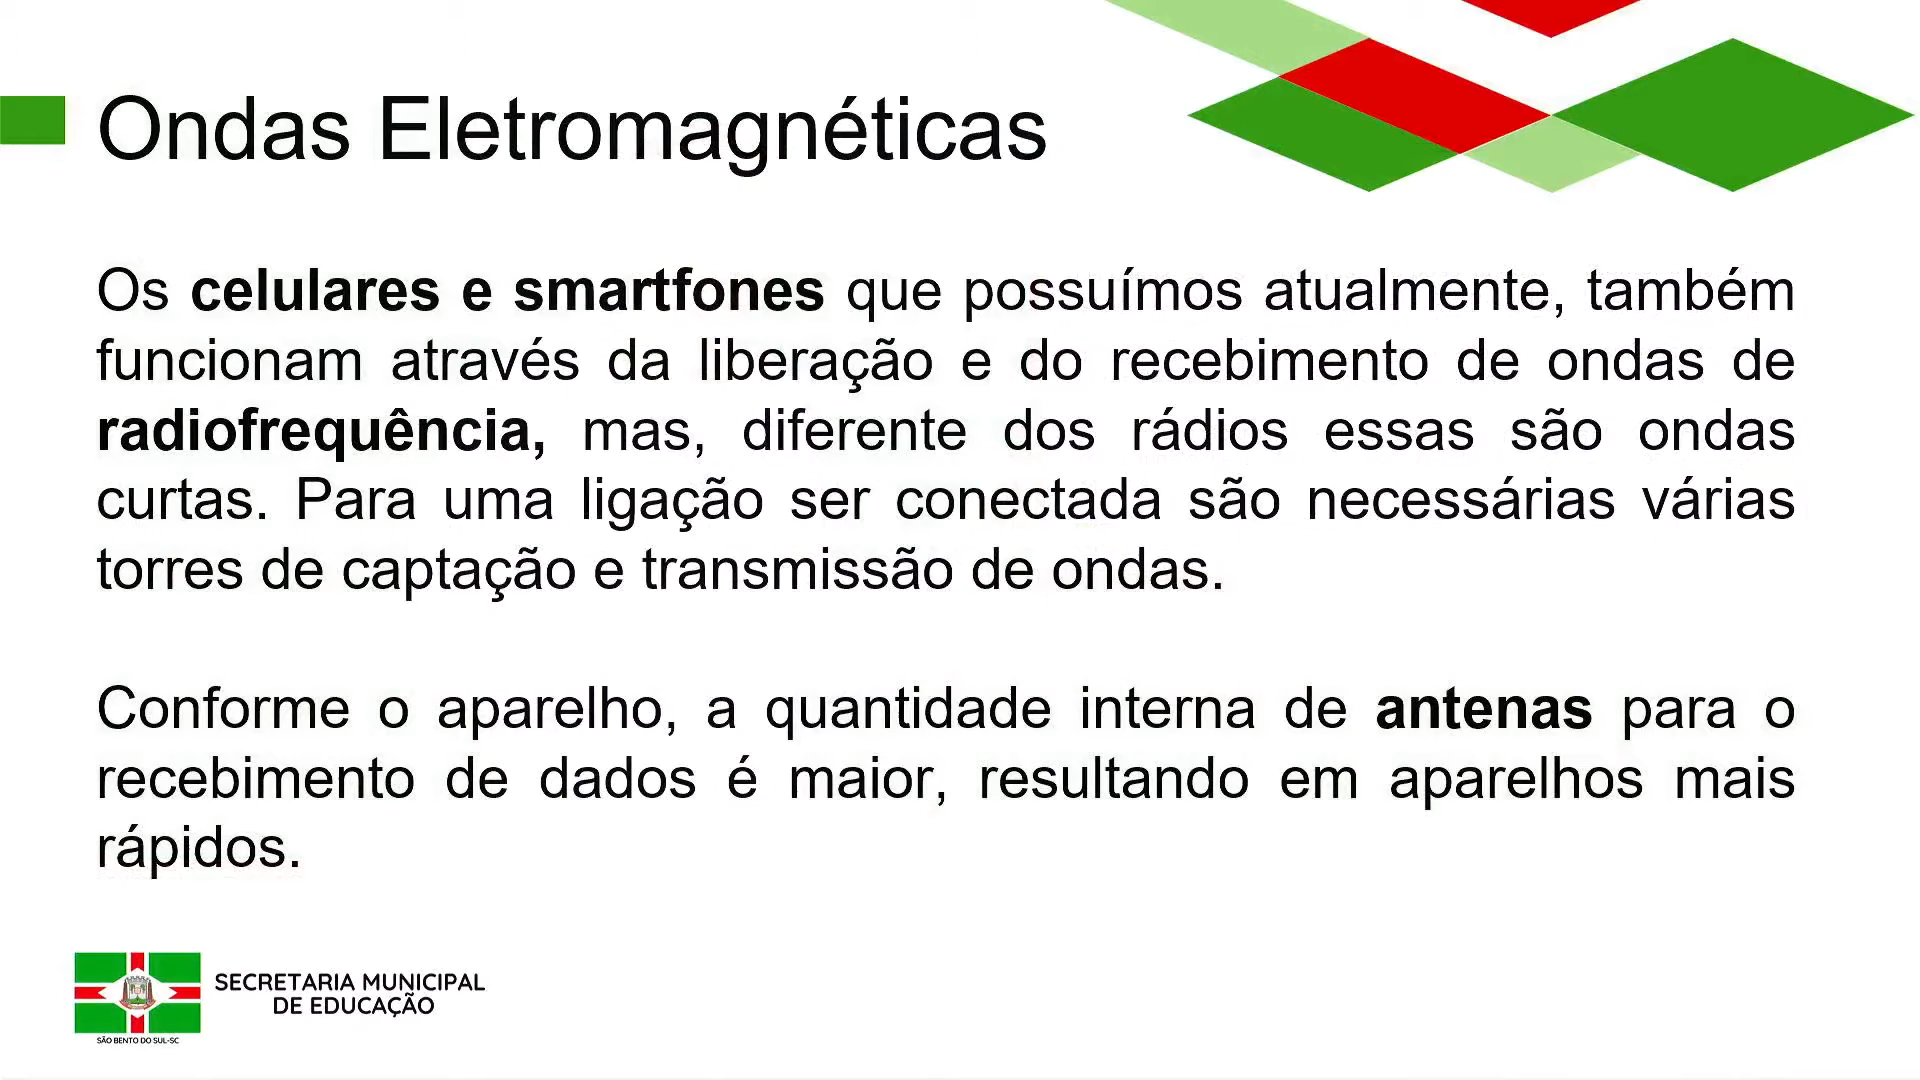 Ondas Eletromagnéticas
Os celulares e smartfones que possuímos atualmente, também
funcionam através da liberação e do recebimento de ondas de
radiofrequência, mas, diferente dos rádios essas são ondas
curtas. Para uma ligação ser conectada são necessárias várias
torres de captação e transmissão de ondas.
Conforme o aparelho, a quantidade interna de antenas para o
recebimento de dados é maior, resultando em aparelhos mais
rápidos.
SECRETARIA MUNICIPAL
DE EDUCAÇÃO
SÃO BENTO DO SUL-SC